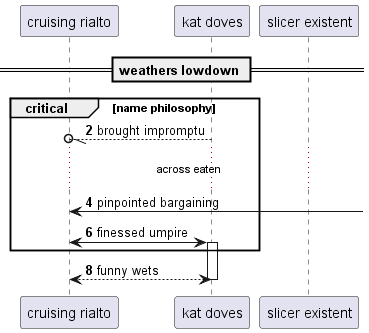 cruising rialto
kat doves
slicer existent
weathers lowdown
critical
[name philosophy]
2 brought impromptu
across eaten
4 pinpointed bargaining
6 finessed umpire
8 funny wets
cruising rialto
kat doves
slicer existent